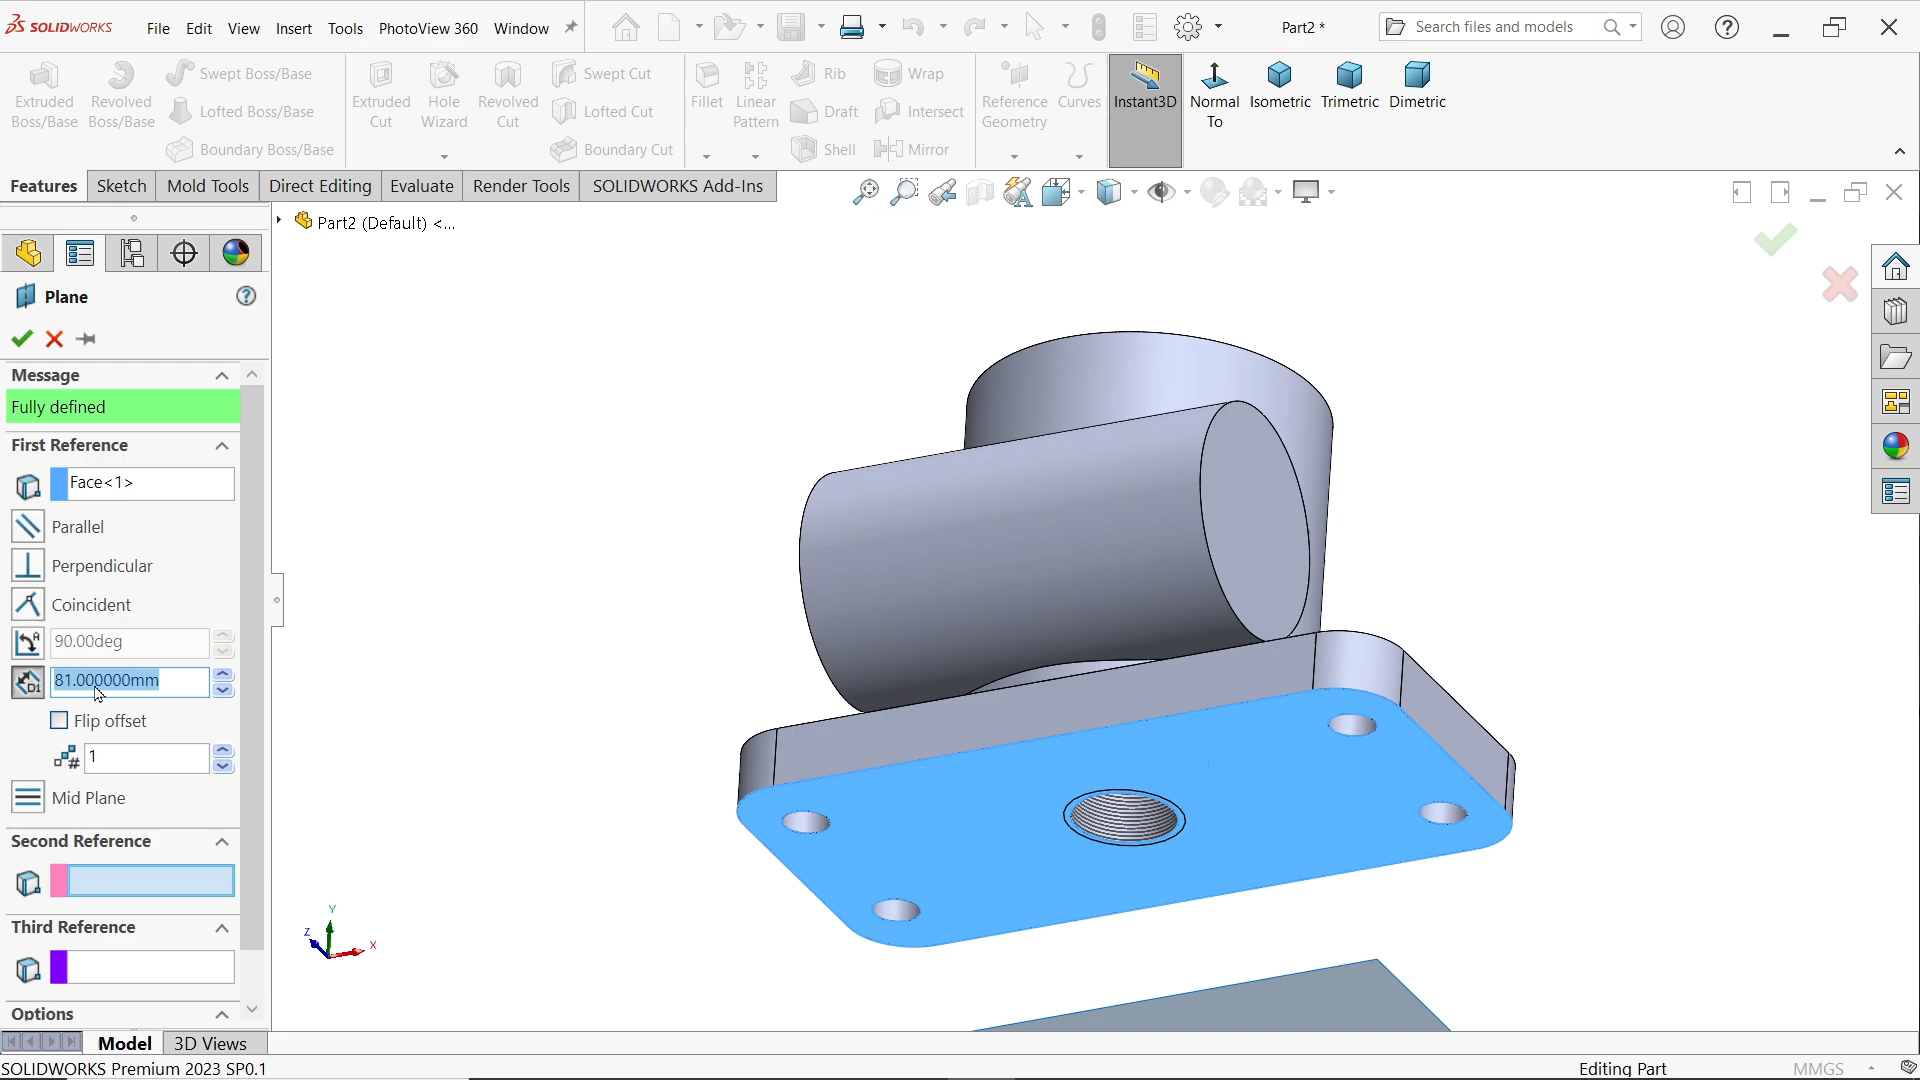 SOLIDWORKS
File Edit View Insert Tools PhotoView 360 Window
Part2 *
Search files and models
Extruded Boss/Base
Revolved Boss/Base
Swept Boss/Base
Lofted Boss/Base
Boundary Boss/Base
Extruded Cut
Hole Wizard
Revolved Cut
Swept Cut
Lofted Cut
Boundary Cut
Fillet
Linear Pattern
Rib
Draft
Shell
Wrap
Intersect
Mirror
Reference Geometry
Curves
Instant3D
Normal To
Isometric
Trimetric
Dimetric
Features Sketch Mold Tools Direct Editing Evaluate Render Tools SOLIDWORKS Add-Ins
Part2 (Default) <...
Plane
Message
Fully defined
First Reference
Face<1>
Parallel
Perpendicular
Coincident
90.00deg
81.000000mm
Flip offset
1
Mid Plane
Second Reference
Third Reference
Options
Y
Z
X
Model 3D Views
SOLIDWORKS Premium 2023 SP0.1
Editing Part
MMGS